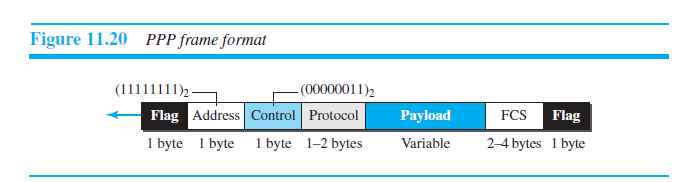 Figure 11.20 PPP frame format
(11111111)₂ (00000011)₂
Flag Address Control Protocol Payload FCS Flag
1 byte 1 byte 1 byte 1–2 bytes Variable 2–4 bytes 1 byte